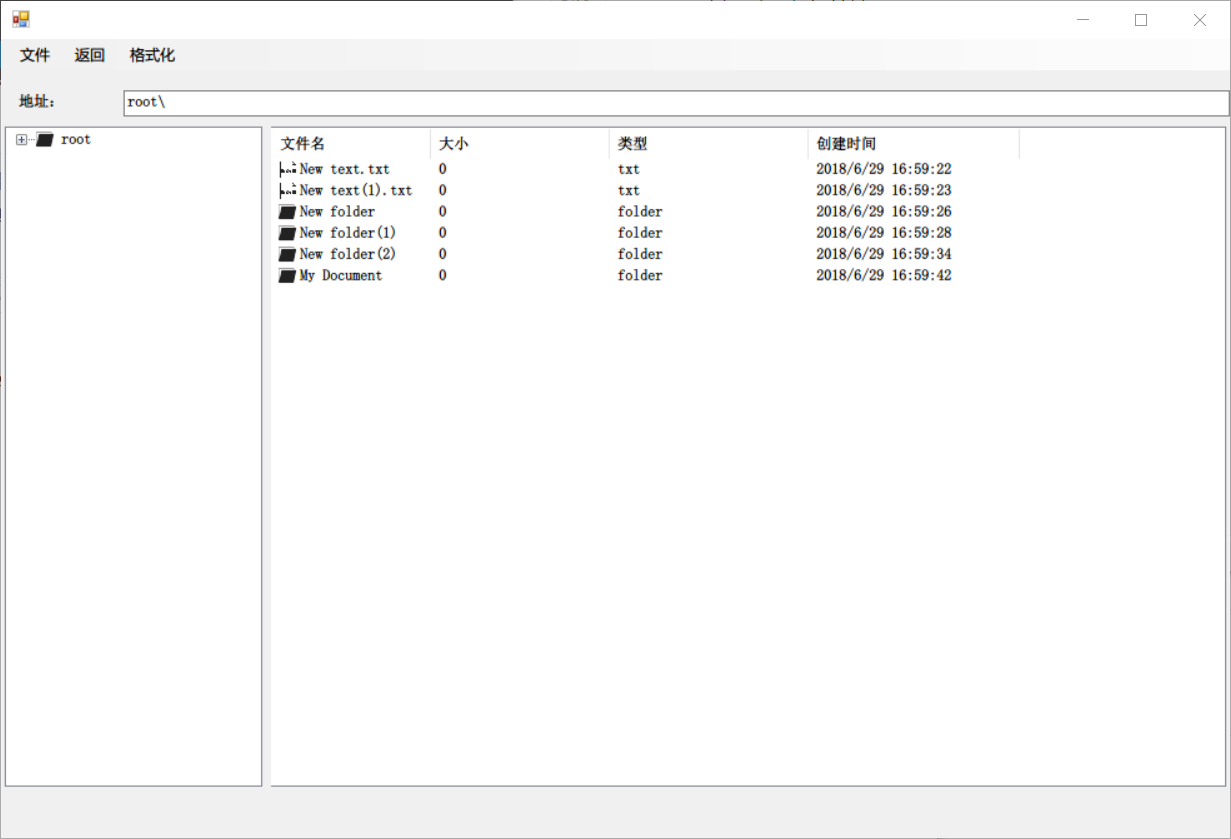 文件 返回 格式化
地址: root\
root
文件名 大小 类型 创建时间
New text.txt 0 txt 2018/6/29 16:59:22
New text(1).txt 0 txt 2018/6/29 16:59:23
New folder 0 folder 2018/6/29 16:59:26
New folder(1) 0 folder 2018/6/29 16:59:28
New folder(2) 0 folder 2018/6/29 16:59:34
My Document 0 folder 2018/6/29 16:59:42